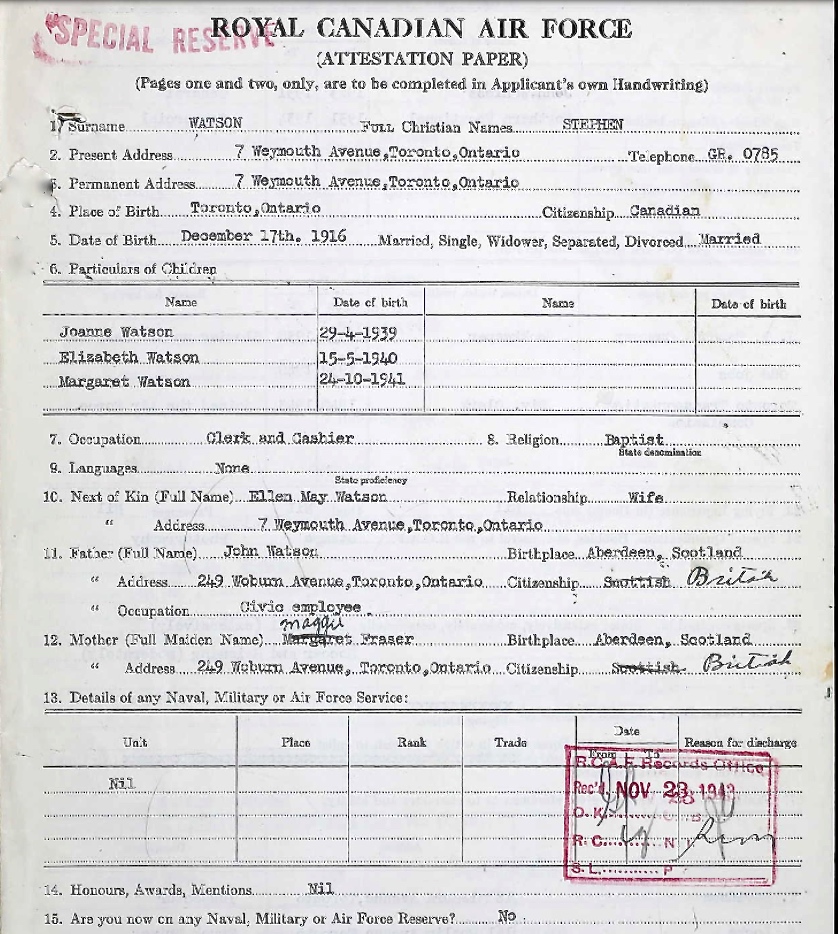 SPECIAL RESERVE
ROYAL CANADIAN AIR FORCE
(ATTESTATION PAPER)
(Pages one and two, only, are to be completed in Applicant's own Handwriting)
1. Surname WATSON FULL Christian Names STEPHEN
2. Present Address 7 Weymouth Avenue,Toronto,Ontario Telephone GR. 0785
3. Permanent Address 7 Weymouth Avenue,Toronto,Ontario
4. Place of Birth Toronto,Ontario Citizenship Canadian
5. Date of Birth December 17th. 1916 Married, Single, Widower, Separated, Divorced Married
6. Particulars of Children
Name Date of birth Name Date of birth
Joanne Watson 29-4-1939
Elizabeth Watson 15-5-1940
Margaret Watson 24-10-1941
7. Occupation Clerk and Cashier 8. Religion Baptist
State denomination
9. Languages None
State proficiency
10. Next of Kin (Full Name) Ellen May Watson Relationship Wife
" Address 7 Weymouth Avenue,Toronto,Ontario
11. Father (Full Name) John Watson Birthplace Aberdeen, Scotland
" Address 249 Woburn Avenue,Toronto,Ontario Citizenship Scottish British
" Occupation Civic employee
Maggie
12. Mother (Full Maiden Name) Margaret Fraser Birthplace Aberdeen, Scotland
" Address 249 Woburn Avenue, Toronto,Ontario Citizenship Scottish British
13. Details of any Naval, Military or Air Force Service:
Unit Place Rank Trade Date Reason for discharge
From To
Nil
R.C.A.F. Records Office
Rec'd NOV 23 1943
O.K.
R.C.
S.L. P
14. Honours, Awards, Mentions Nil
15. Are you now on any Naval, Military or Air Force Reserve? No